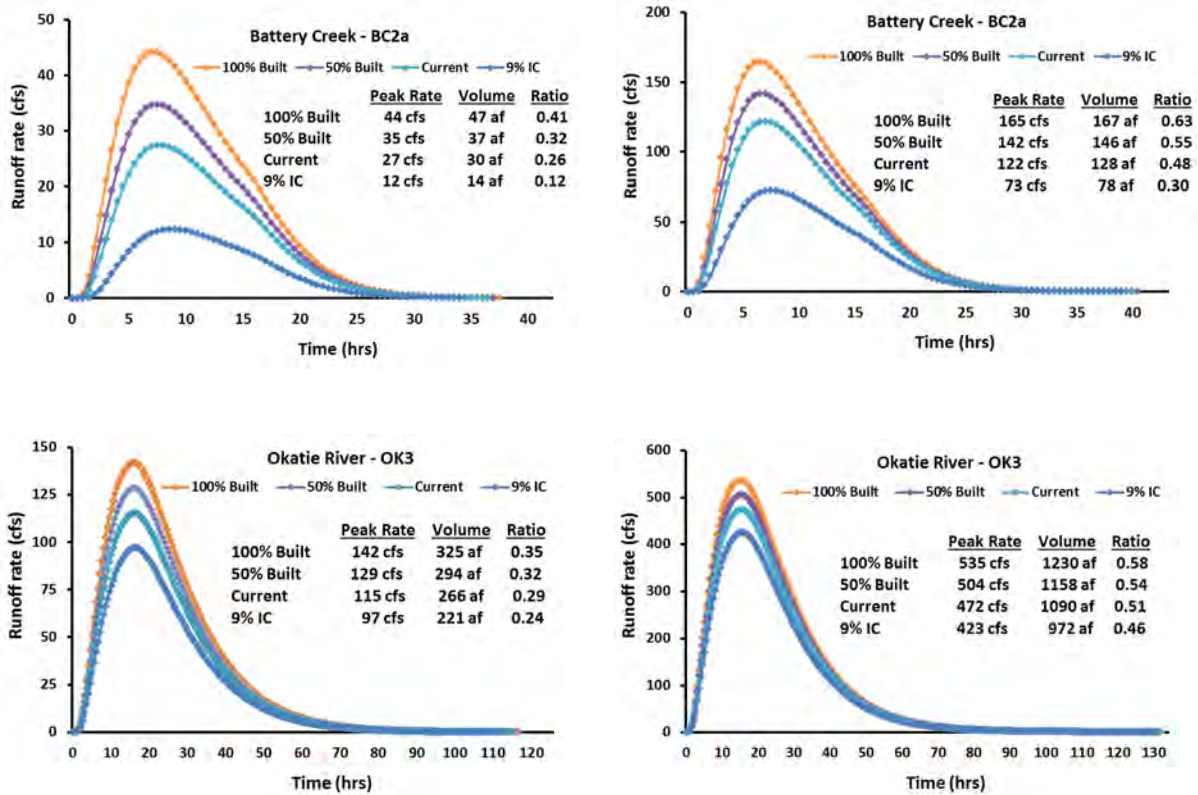 Battery Creek - BC2a
100% Built 50% Built Current 9% IC
Peak Rate Volume Ratio
100% Built 44 cfs 47 af 0.41
50% Built 35 cfs 37 af 0.32
Current 27 cfs 30 af 0.26
9% IC 12 cfs 14 af 0.12
Runoff rate (cfs)
50
40
30
20
10
0
0 5 10 15 20 25 30 35 40
Time (hrs)
Battery Creek - BC2a
100% Built 50% Built Current 9% IC
Peak Rate Volume Ratio
100% Built 165 cfs 167 af 0.63
50% Built 142 cfs 146 af 0.55
Current 122 cfs 128 af 0.48
9% IC 73 cfs 78 af 0.30
Runoff rate (cfs)
200
150
100
50
0
0 5 10 15 20 25 30 35 40
Time (hrs)
Okatie River - OK3
100% Built 50% Built Current 9% IC
Peak Rate Volume Ratio
100% Built 142 cfs 325 af 0.35
50% Built 129 cfs 294 af 0.32
Current 115 cfs 266 af 0.29
9% IC 97 cfs 221 af 0.24
Runoff rate (cfs)
150
125
100
75
50
25
0
0 10 20 30 40 50 60 70 80 90 100 110 120
Time (hrs)
Okatie River - OK3
100% Built 50% Built Current 9% IC
Peak Rate Volume Ratio
100% Built 535 cfs 1230 af 0.58
50% Built 504 cfs 1158 af 0.54
Current 472 cfs 1090 af 0.51
9% IC 423 cfs 972 af 0.46
Runoff rate (cfs)
600
500
400
300
200
100
0
0 10 20 30 40 50 60 70 80 90 100 110 120 130
Time (hrs)